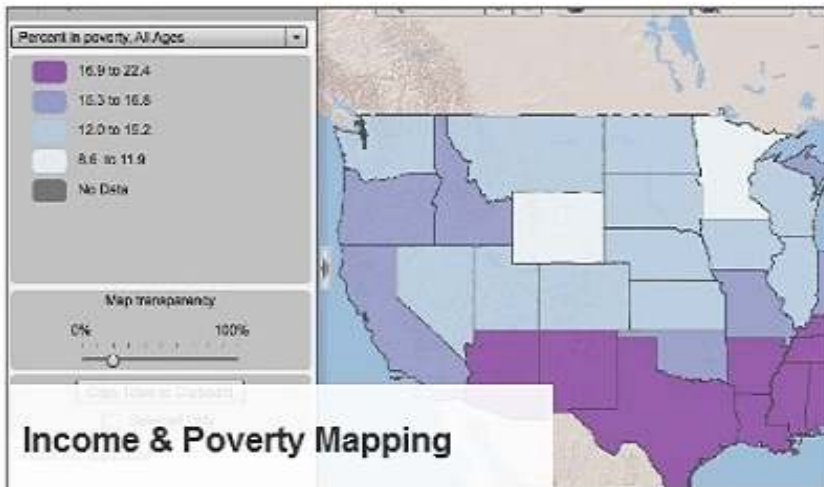 Percent in poverty, All Ages
16.9 to 22.4
15.3 to 16.8
12.0 to 15.2
8.6 to 11.9
No Data
Map transparency
0% 100%
Income & Poverty Mapping